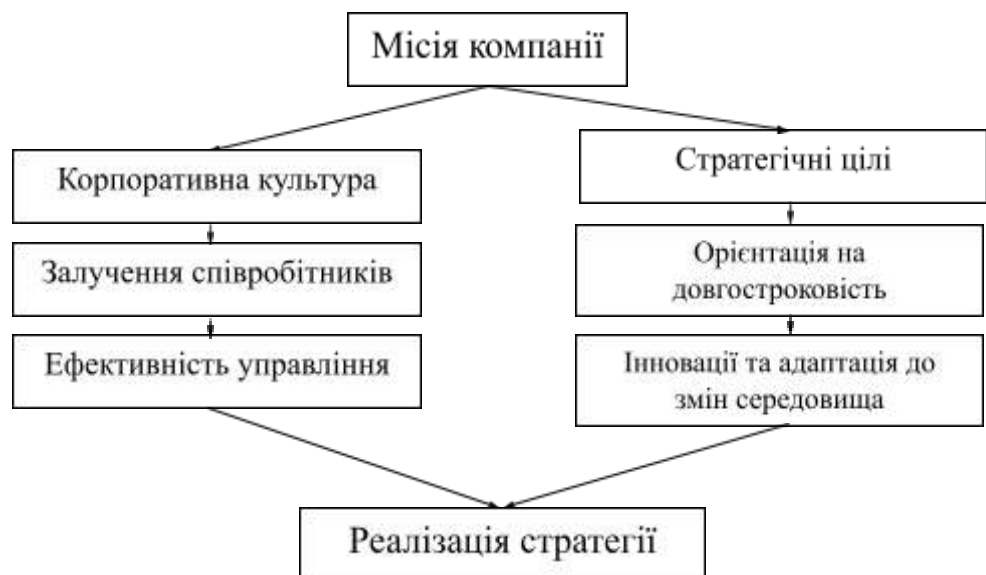 Місія компанії
Корпоративна культура
Залучення співробітників
Ефективність управління
Стратегічні цілі
Орієнтація на
довгостроковість
Інновації та адаптація до
змін середовища
Реалізація стратегії